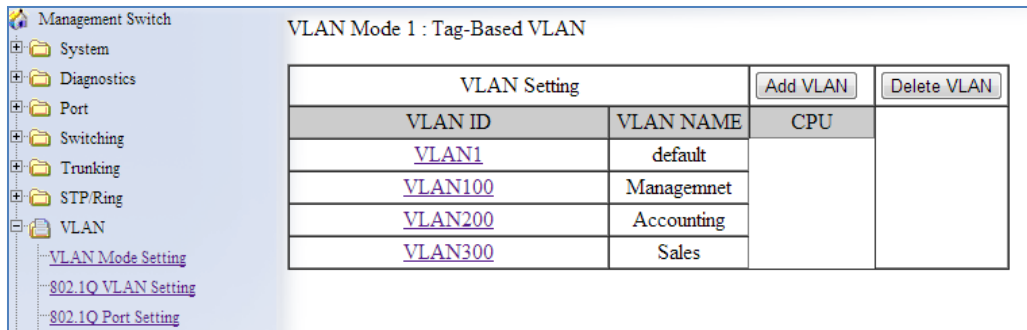 Management Switch
System
Diagnostics
Port
Switching
Trunking
STP/Ring
VLAN
VLAN Mode Setting
802.1Q VLAN Setting
802.1Q Port Setting
VLAN Mode 1 : Tag-Based VLAN
VLAN Setting Add VLAN Delete VLAN
VLAN ID VLAN NAME CPU
VLAN1 default
VLAN100 Managemnet
VLAN200 Accounting
VLAN300 Sales